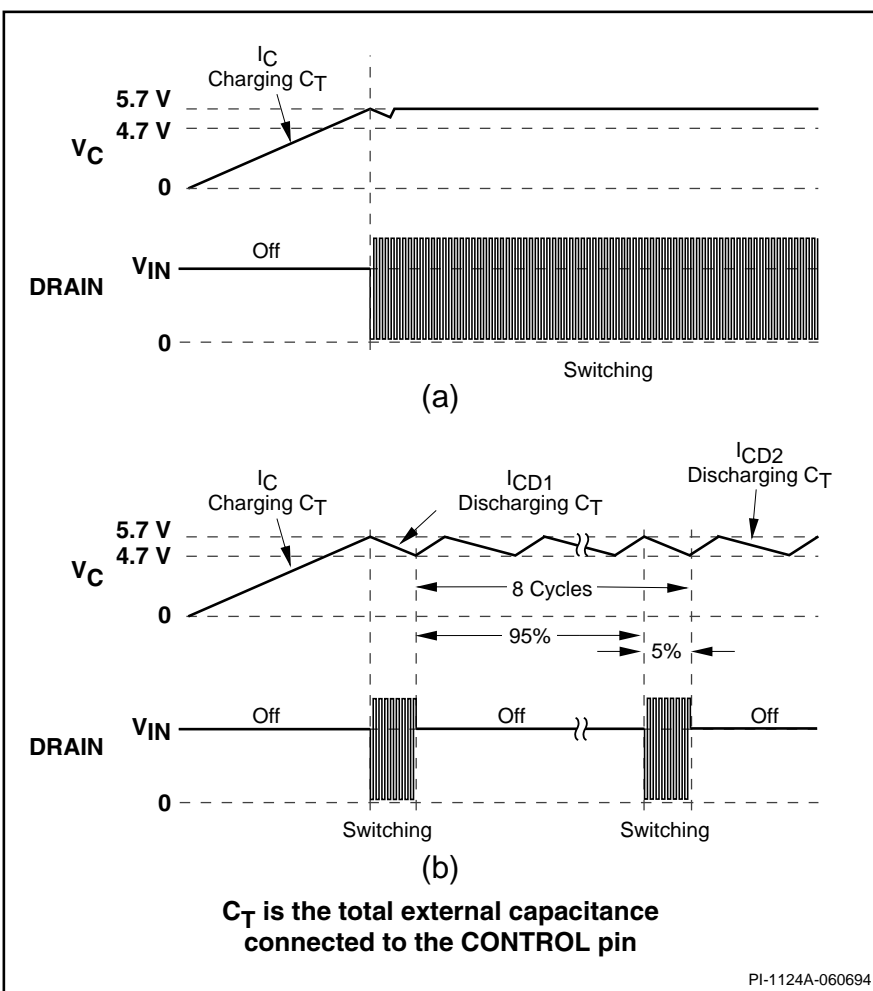 IC
Charging CT
5.7 V
4.7 V
VC
0
Off
VIN
DRAIN
0
Switching
(a)
IC
Charging CT
ICD1
Discharging CT
ICD2
Discharging CT
5.7 V
4.7 V
VC
8 Cycles
0
95%
5%
Off
Off
Off
VIN
DRAIN
0
Switching
Switching
(b)
CT is the total external capacitance
connected to the CONTROL pin
PI-1124A-060694